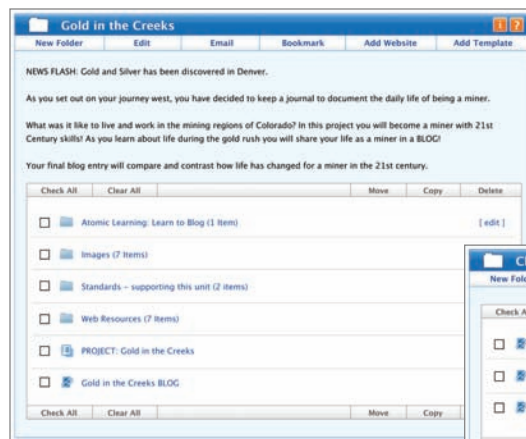 Gold in the Creeks
i ?
New Folder Edit Email Bookmark Add Website Add Template
NEWS FLASH: Gold and Silver has been discovered in Denver.
As you set out on your journey west, you have decided to keep a journal to document the daily life of being a miner.
What was it like to live and work in the mining regions of Colorado? In this project you will become a miner with 21st
Century skills! As you learn about life during the gold rush you will share your life as a miner in a BLOG!
Your final blog entry will compare and contrast how life has changed for a miner in the 21st century.
Check All Clear All Move Copy Delete
Atomic Learning: Learn to Blog (1 Item) [ edit ]
Images (7 Items)
Standards – supporting this unit (2 items)
Web Resources (7 Items)
PROJECT: Gold in the Creeks
Gold in the Creeks BLOG
Check All Clear All Move Copy
New
Check